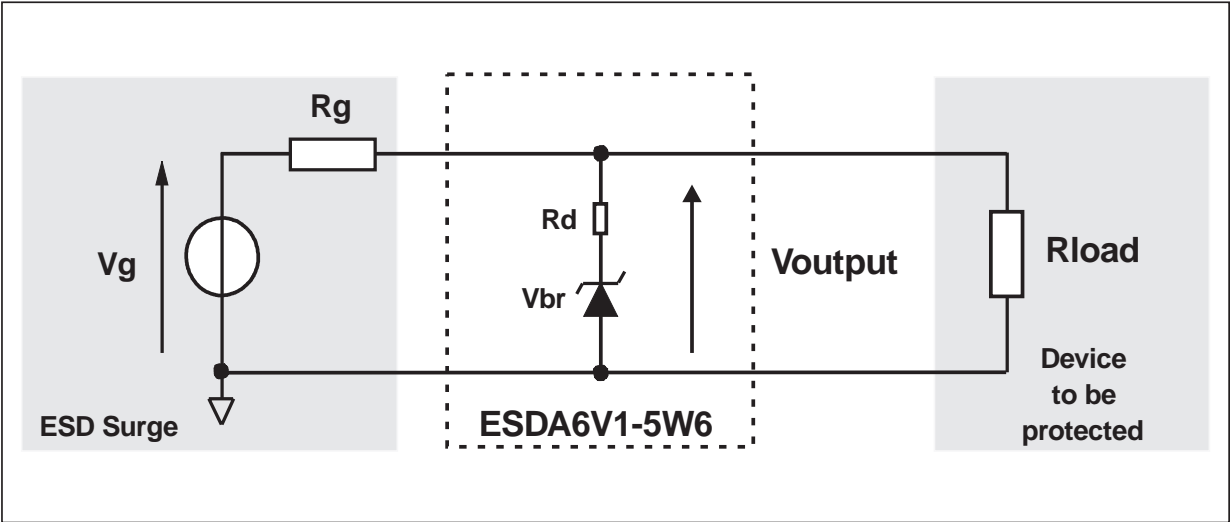 Rg
Vg
Rd
Vbr
Voutput
Rload
ESD Surge
ESDA6V1-5W6
Device
to be
protected